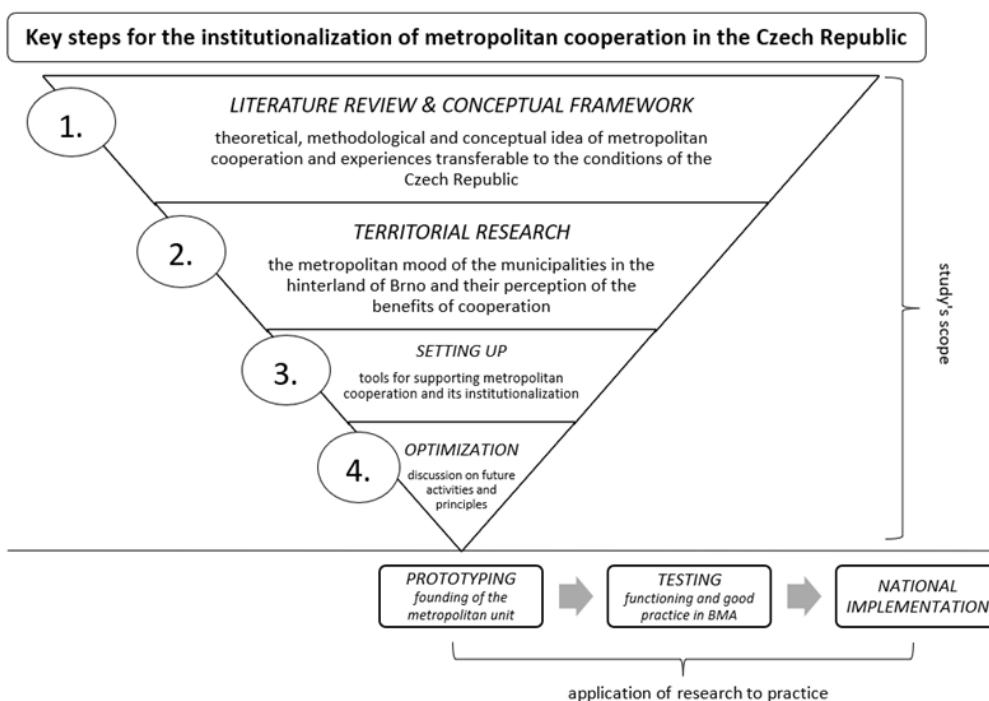 Key steps for the institutionalization of metropolitan cooperation in the Czech Republic
1.
LITERATURE REVIEW & CONCEPTUAL FRAMEWORK
theoretical, methodological and conceptual idea of metropolitan
cooperation and experiences transferable to the conditions of the
Czech Republic
2.
TERRITORIAL RESEARCH
the metropolitan mood of the municipalities in the
hinterland of Brno and their perception of the
benefits of cooperation
3.
SETTING UP
tools for supporting metropolitan
cooperation and its institutionalization
4.
OPTIMIZATION
discussion on future
activities and
principles
study's scope
PROTOTYPING
founding of the
metropolitan unit
TESTING
functioning and good
practice in BMA
NATIONAL
IMPLEMENTATION
application of research to practice